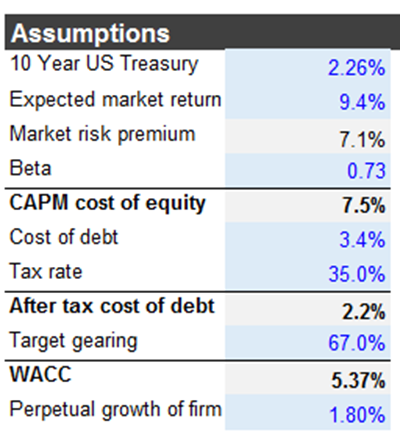 Assumptions
10 Year US Treasury 2.26%
Expected market return 9.4%
Market risk premium 7.1%
Beta 0.73
CAPM cost of equity 7.5%
Cost of debt 3.4%
Tax rate 35.0%
After tax cost of debt 2.2%
Target gearing 67.0%
WACC 5.37%
Perpetual growth of firm 1.80%